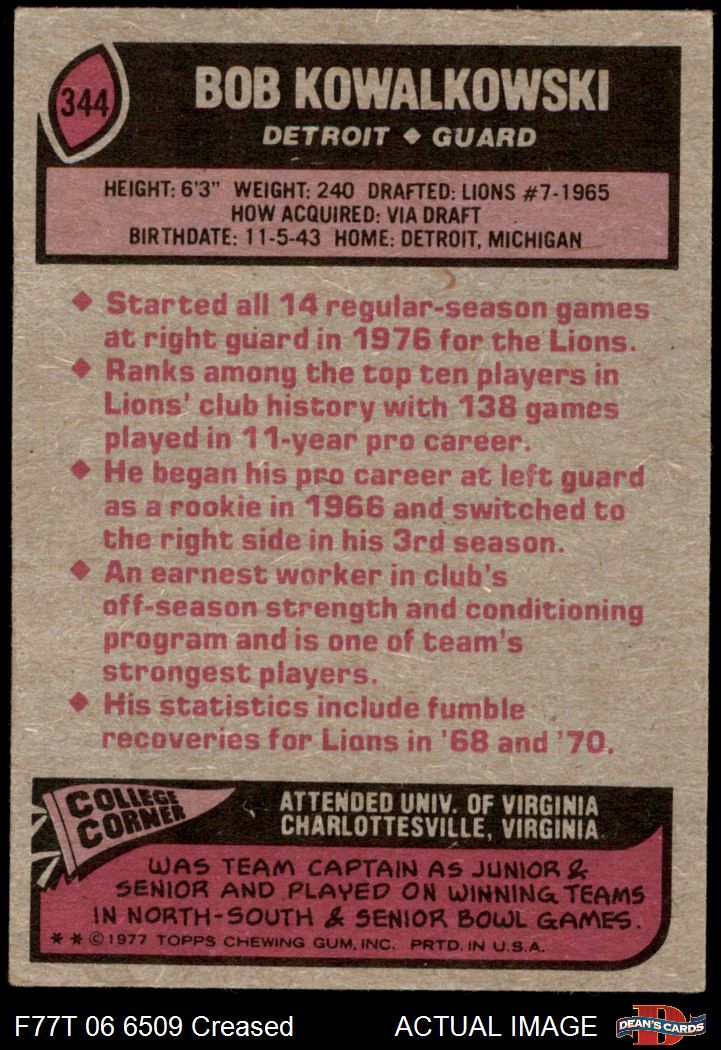 344
BOB KOWALKOWSKI
DETROIT ◆ GUARD
HEIGHT: 6'3" WEIGHT: 240 DRAFTED: LIONS #7-1965
HOW ACQUIRED: VIA DRAFT
BIRTHDATE: 11-5-43 HOME: DETROIT, MICHIGAN
◆ Started all 14 regular-season games
at right guard in 1976 for the Lions.
◆ Ranks among the top ten players in
Lions' club history with 138 games
played in 11-year pro career.
◆ He began his pro career at left guard
as a rookie in 1966 and switched to
the right side in his 3rd season.
◆ An earnest worker in club's
off-season strength and conditioning
program and is one of team's
strongest players.
◆ His statistics include fumble
recoveries for Lions in '68 and '70.
COLLEGE
CORNER
ATTENDED UNIV. OF VIRGINIA
CHARLOTTESVILLE, VIRGINIA
WAS TEAM CAPTAIN AS JUNIOR &
SENIOR AND PLAYED ON WINNING TEAMS
IN NORTH-SOUTH & SENIOR BOWL GAMES.
* * © 1977 TOPPS CHEWING GUM, INC. PRTD. IN U.S.A.
F77T 06 6509 Creased
ACTUAL IMAGE
D
DEAN'S CARDS